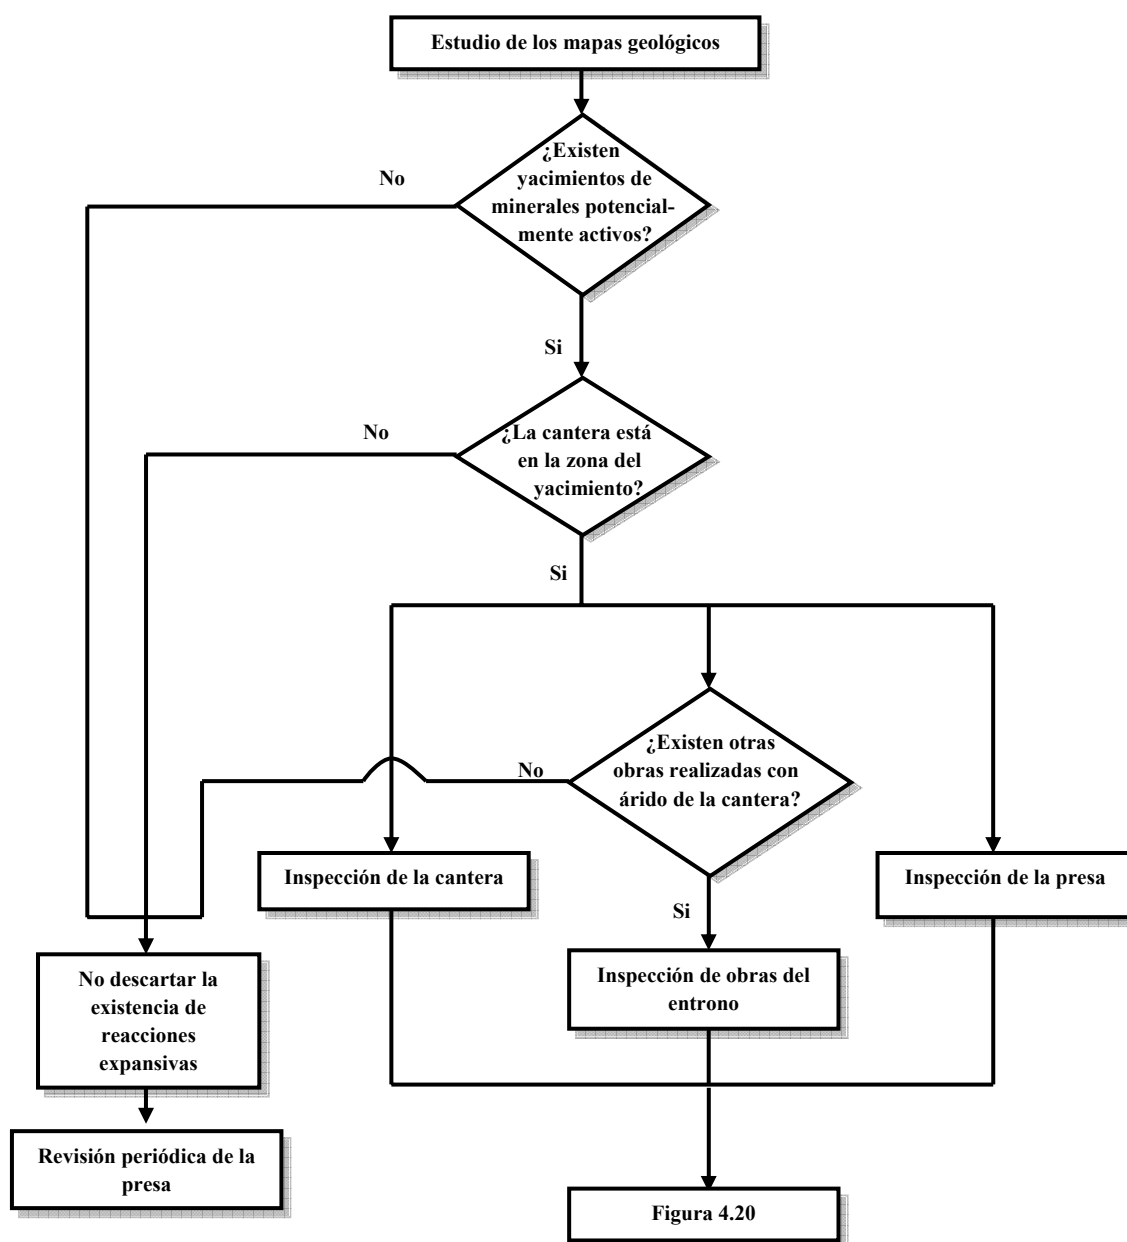 Estudio de los mapas geológicos
¿Existen
yacimientos de
minerales potencial-
mente activos?
No
Si
¿La cantera está
en la zona del
yacimiento?
No
Si
¿Existen otras
obras realizadas con
árido de la cantera?
No
Si
Inspección de la cantera
Inspección de la presa
Inspección de obras del
entrono
No descartar la
existencia de
reacciones
expansivas
Revisión periódica de la
presa
Figura 4.20